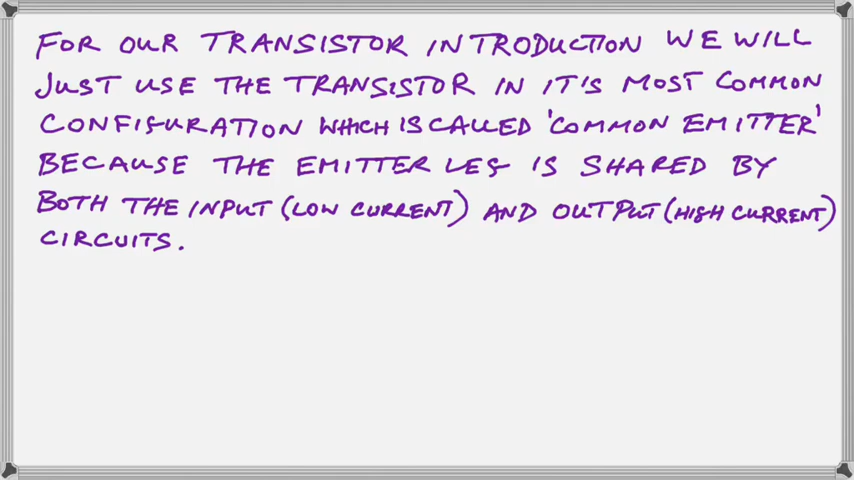 FOR OUR TRANSISTOR INTRODUCTION WE WILL
JUST USE THE TRANSISTOR IN IT'S MOST COMMON
CONFIGURATION WHICH IS CALLED 'COMMON EMITTER'
BECAUSE THE EMITTER LEG IS SHARED BY
BOTH THE INPUT (LOW CURRENT) AND OUTPUT (HIGH CURRENT)
CIRCUITS.